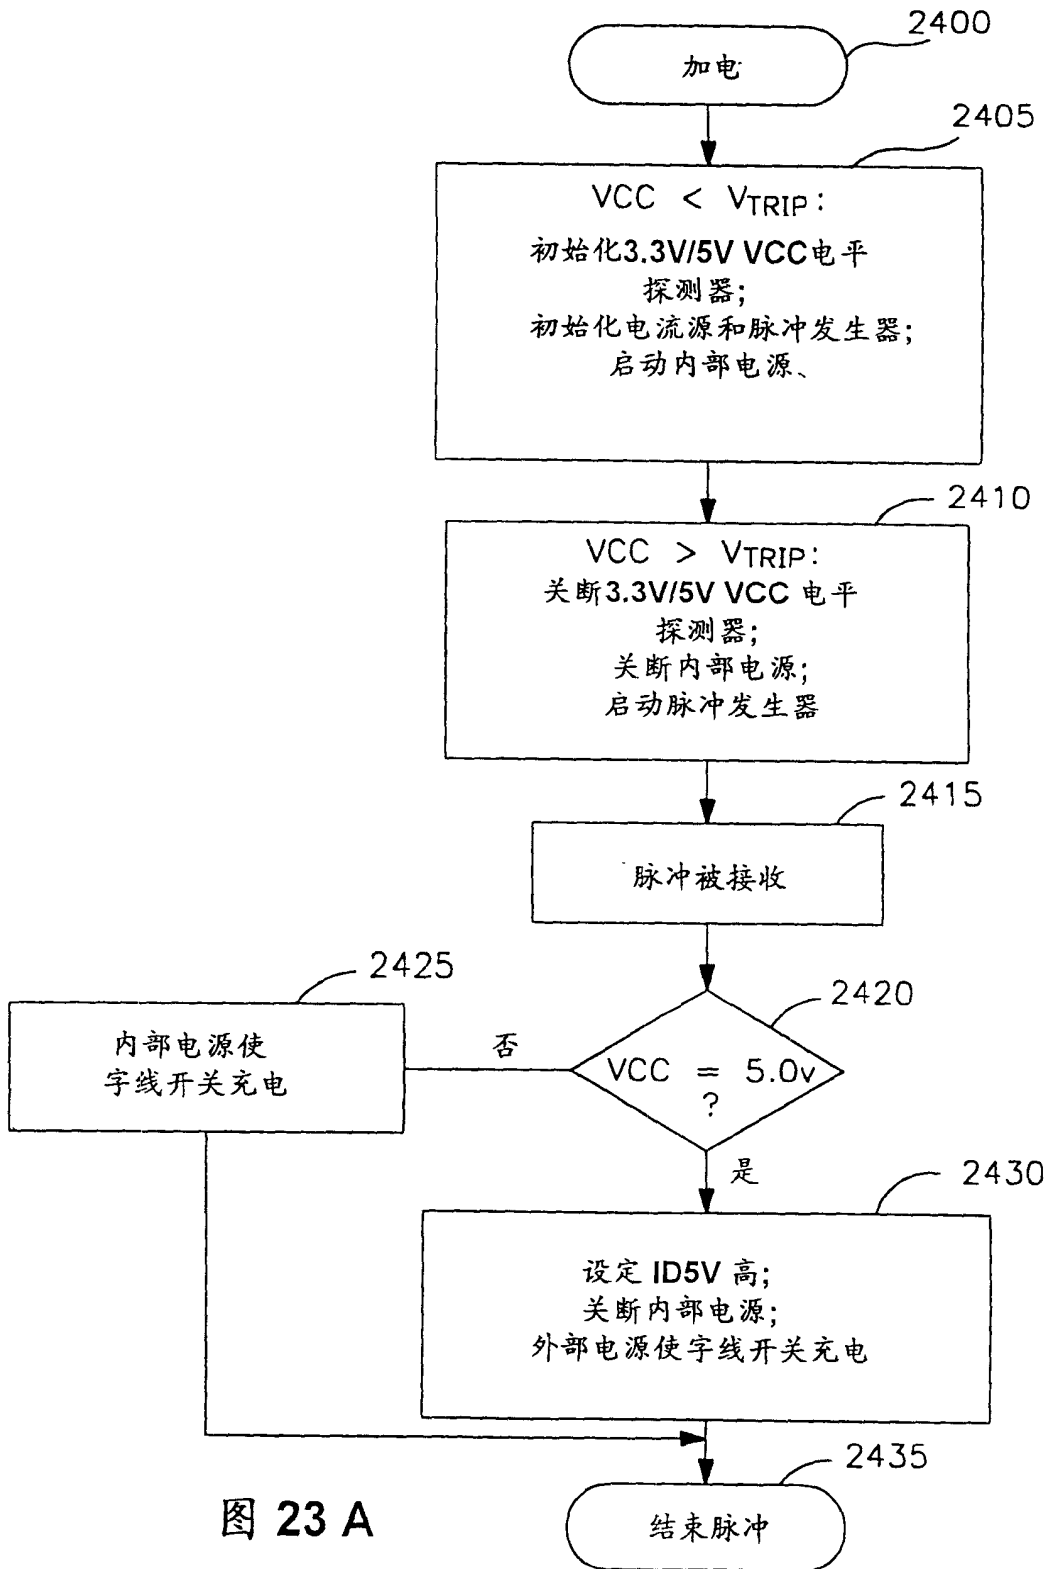 2400
加电
2405
VCC < VTRIP:
初始化3.3V/5V VCC电平
探测器;
初始化电流源和脉冲发生器;
启动内部电源、
2410
VCC > VTRIP:
关断3.3V/5V VCC 电平
探测器;
关断内部电源;
启动脉冲发生器
2415
脉冲被接收
2425
内部电源使
字线开关充电
否
2420
VCC = 5.0v
?
是
2430
设定 ID5V 高;
关断内部电源;
外部电源使字线开关充电
2435
结束脉冲
图 23 A